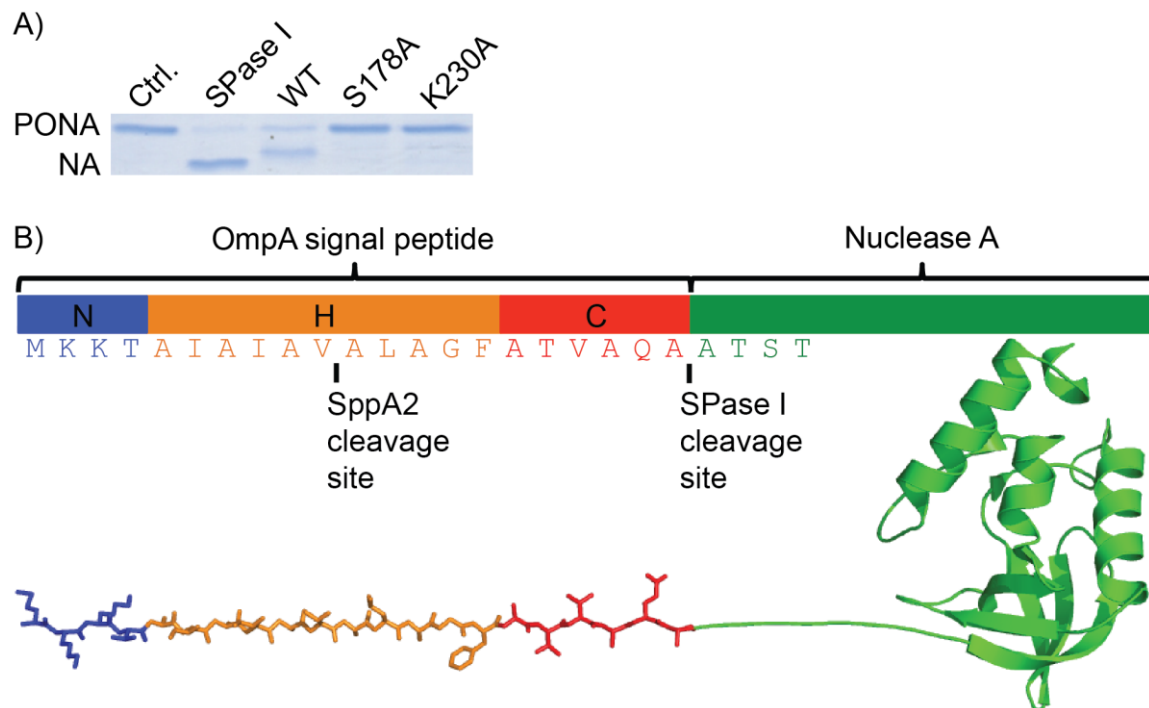 A)
Ctrl. SPase I WT S178A K230A
PONA
NA
B)
OmpA signal peptide Nuclease A
N H C
M K K T A I A I A V A L A G F A T V A Q A A T S T
SppA2 SPase I
cleavage cleavage
site site